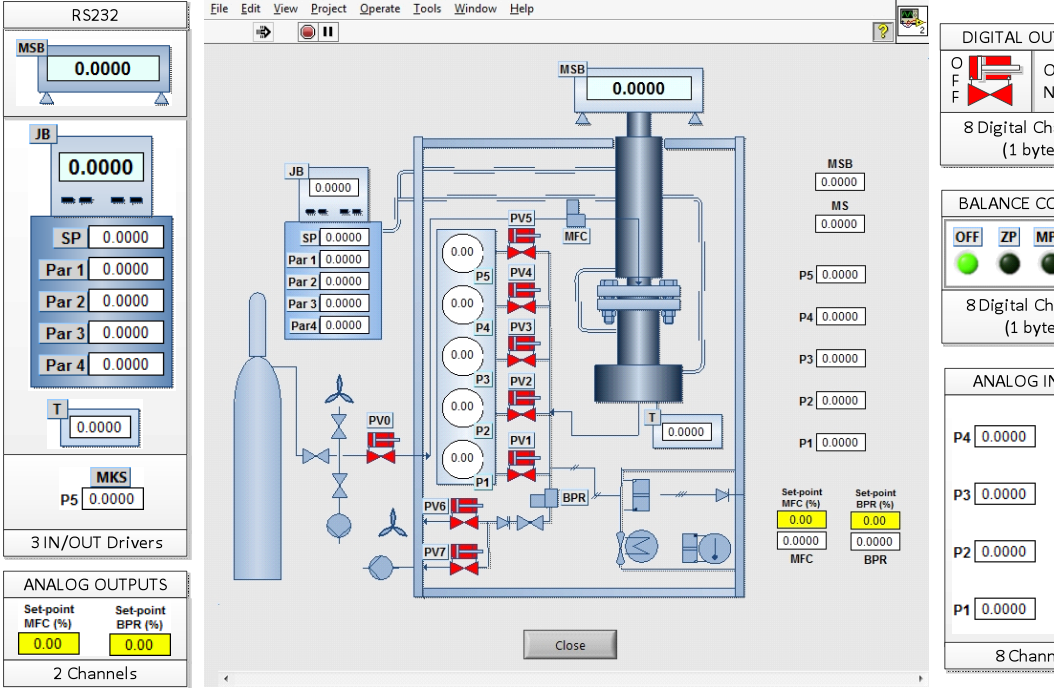 RS232
MSB
0.0000
JB
0.0000
SP 0.0000
Par 1 0.0000
Par 2 0.0000
Par 3 0.0000
Par 4 0.0000
T
0.0000
MKS
P5 0.0000
3 IN/OUT Drivers
ANALOG OUTPUTS
Set-point
MFC (%)
0.00
Set-point
BPR (%)
0.00
2 Channels
File Edit View Project Operate Tools Window Help
?
2
MSB
0.0000
JB
0.0000
SP 0.0000
Par 1 0.0000
Par 2 0.0000
Par 3 0.0000
Par4 0.0000
0.00
P5
0.00
P4
0.00
P3
0.00
P2
0.00
P1
PV5
PV4
PV3
PV2
PV1
MFC
PV0
T
0.0000
BPR
PV6
PV7
MSB
0.0000
MS
0.0000
P5 0.0000
P4 0.0000
P3 0.0000
P2 0.0000
P1 0.0000
Set-point
MFC (%)
0.00
0.0000
MFC
Set-point
BPR (%)
0.00
0.0000
BPR
Close
DIGITAL OU
OFF
O
N
8 Digital Ch
(1 byte
BALANCE CO
OFF ZP MP
8 Digital Ch
(1 byte
ANALOG IN
P4 0.0000
P3 0.0000
P2 0.0000
P1 0.0000
8 Chann